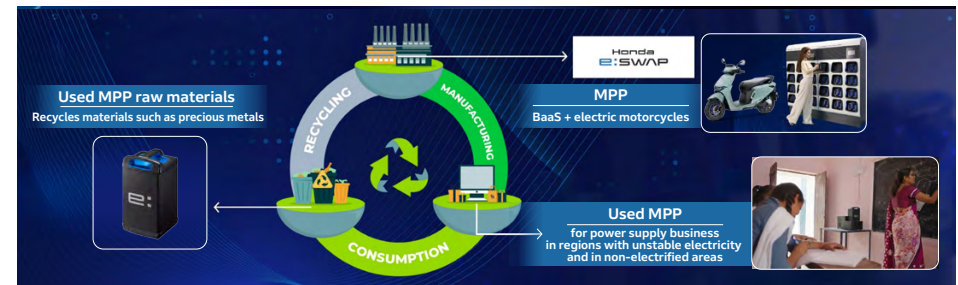 Honda
e:SWAP
MPP
BaaS + electric motorcycles
Used MPP raw materials
Recycles materials such as precious metals
RECYCLING
MANUFACTURING
CONSUMPTION
e:
Used MPP
for power supply business
in regions with unstable electricity
and in non-electrified areas